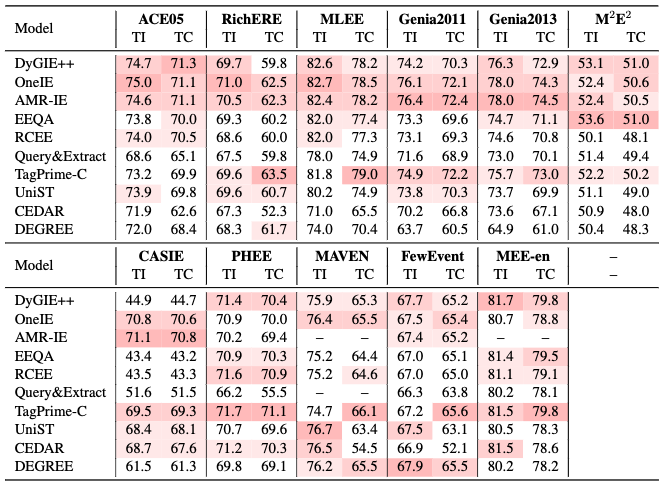 Model ACE05 RichERE MLEE Genia2011 Genia2013 M²E²
TI TC TI TC TI TC TI TC TI TC TI TC
DyGIE++ 74.7 71.3 69.7 59.8 82.6 78.2 74.2 70.3 76.3 72.9 53.1 51.0
OneIE 75.0 71.1 71.0 62.5 82.7 78.5 76.1 72.1 78.0 74.3 52.4 50.6
AMR-IE 74.6 71.1 70.5 62.3 82.4 78.2 76.4 72.4 78.0 74.5 52.4 50.5
EEQA 73.8 70.0 69.3 60.2 82.0 77.4 73.3 69.6 74.7 71.1 53.6 51.0
RCEE 74.0 70.5 68.6 60.0 82.0 77.3 73.1 69.3 74.6 70.8 50.1 48.1
Query&Extract 68.6 65.1 67.5 59.8 78.0 74.9 71.6 68.9 73.0 70.1 51.4 49.4
TagPrime-C 73.2 69.9 69.6 63.5 81.8 79.0 74.9 72.2 75.7 73.0 52.2 50.2
UniST 73.9 69.8 69.6 60.7 80.2 74.9 73.8 70.3 73.7 69.9 51.1 49.0
CEDAR 71.9 62.6 67.3 52.3 71.0 65.5 70.2 66.8 73.6 67.1 50.9 48.0
DEGREE 72.0 68.4 68.3 61.7 74.0 70.4 63.7 60.5 64.9 61.0 50.4 48.3
Model CASIE PHEE MAVEN FewEvent MEE-en –
TI TC TI TC TI TC TI TC TI TC –
DyGIE++ 44.9 44.7 71.4 70.4 75.9 65.3 67.7 65.2 81.7 79.8
OneIE 70.8 70.6 70.9 70.0 76.4 65.5 67.5 65.4 80.7 78.8
AMR-IE 71.1 70.8 70.2 69.4 – – 67.4 65.2 – –
EEQA 43.4 43.2 70.9 70.3 75.2 64.4 67.0 65.1 81.4 79.5
RCEE 43.5 43.3 71.6 70.9 75.2 64.6 67.0 65.0 81.1 79.1
Query&Extract 51.6 51.5 66.2 55.5 – – 66.3 63.8 80.2 78.1
TagPrime-C 69.5 69.3 71.7 71.1 74.7 66.1 67.2 65.6 81.5 79.8
UniST 68.4 68.1 70.7 69.6 76.7 63.4 67.5 63.1 80.5 78.3
CEDAR 68.7 67.6 71.2 70.3 76.5 54.5 66.9 52.1 81.5 78.6
DEGREE 61.5 61.3 69.8 69.1 76.2 65.5 67.9 65.5 80.2 78.2